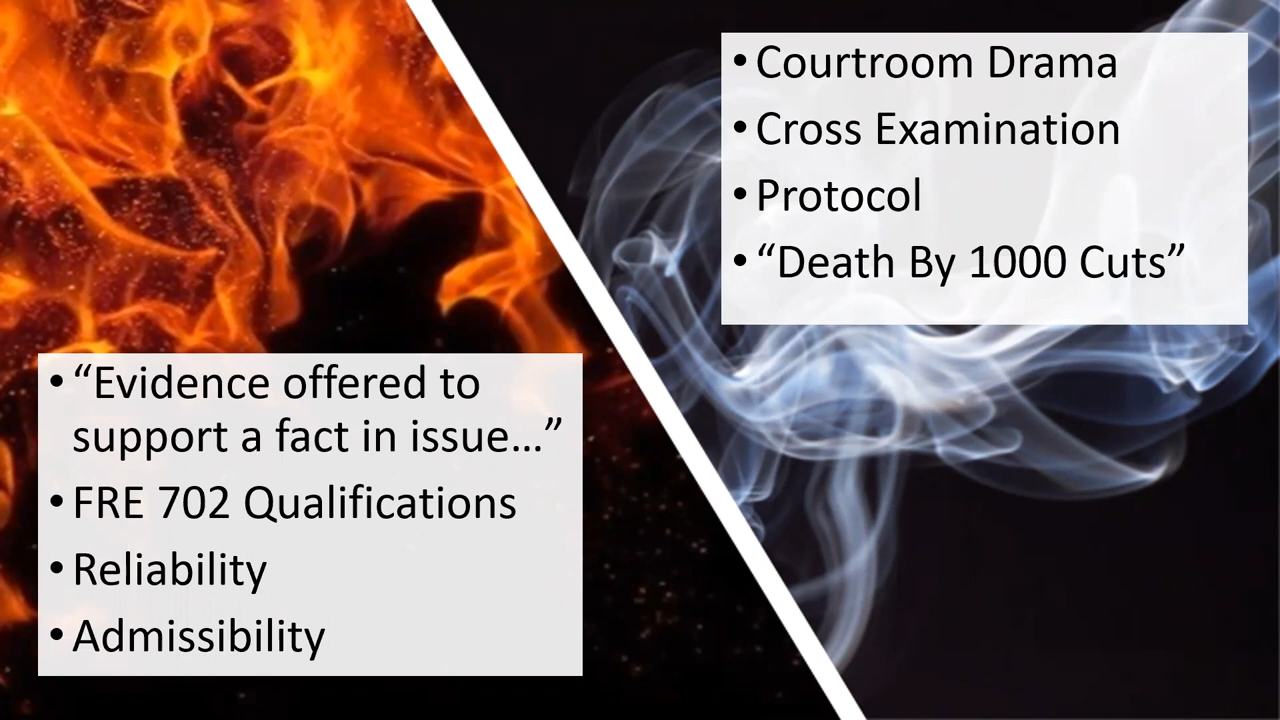 • “Evidence offered to
support a fact in issue…”
• FRE 702 Qualifications
• Reliability
• Admissibility
• Courtroom Drama
• Cross Examination
• Protocol
• “Death By 1000 Cuts”